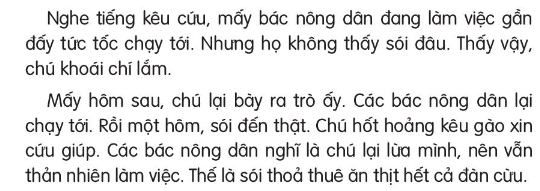 Nghe tiếng kêu cứu, mấy bác nông dân đang làm việc gần
đấy tức tốc chạy tới. Nhưng họ không thấy sói đâu. Thấy vậy,
chú khoái chí lắm.
Mấy hôm sau, chú lại bày ra trò ấy. Các bác nông dân lại
chạy tới. Rồi một hôm, sói đến thật. Chú hốt hoảng kêu gào xin
cứu giúp. Các bác nông dân nghĩ là chú lại lừa mình, nên vẫn
thản nhiên làm việc. Thế là sói thoả thuê ăn thịt hết cả đàn cừu.